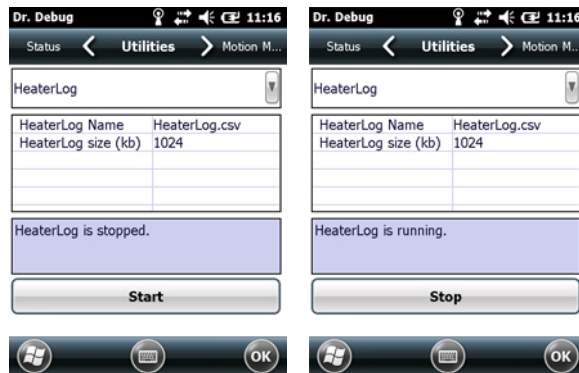 Dr. Debug 11:16
Status Utilities Motion M...
HeaterLog
HeaterLog Name HeaterLog.csv
HeaterLog size (kb) 1024
HeaterLog is stopped.
Start
OK
Dr. Debug 11:16
Status Utilities Motion M...
HeaterLog
HeaterLog Name HeaterLog.csv
HeaterLog size (kb) 1024
HeaterLog is running.
Stop
OK